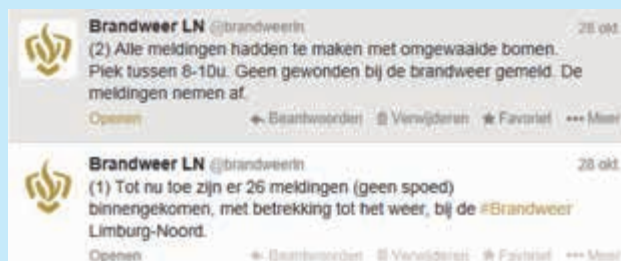 Brandweer LN @brandweerln 28 okt
(2) Alle meldingen hadden te maken met omgewaaide bomen.
Piek tussen 8-10u. Geen gewonden bij de brandweer gemeld. De
meldingen nemen af.
Openen Beantwoorden Verwijderen Favoriet Meer
Brandweer LN @brandweerln 28 okt
(1) Tot nu toe zijn er 26 meldingen (geen spoed)
binnengekomen, met betrekking tot het weer, bij de #Brandweer
Limburg-Noord.
Openen Beantwoorden Verwijderen Favoriet Meer